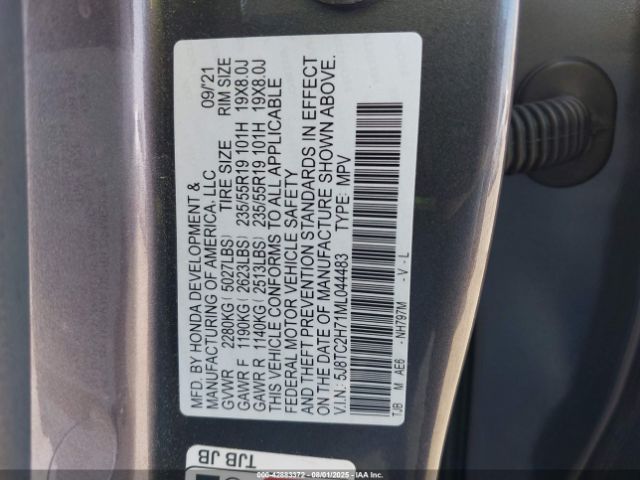 MFD. BY HONDA DEVELOPMENT & 09/'21
MANUFACTURING OF AMERICA, LLC
GVWR 2280KG ( 5027LBS) TIRE SIZE RIM SIZE
GAWR F 1190KG ( 2623LBS) 235/55R19 101H 19X8.0J
GAWR R 1140KG ( 2513LBS) 235/55R19 101H 19X8.0J
THIS VEHICLE CONFORMS TO ALL APPLICABLE
FEDERAL MOTOR VEHICLE SAFETY
AND THEFT PREVENTION STANDARDS IN EFFECT
ON THE DATE OF MANUFACTURE SHOWN ABOVE.
V.I.N.: 5J8TC2H71ML044483 TYPE: MPV
TJB M AE6 - NH797M - V - L
TJB JB
000-42883372 - 08/01/2025 - IAAI.COM